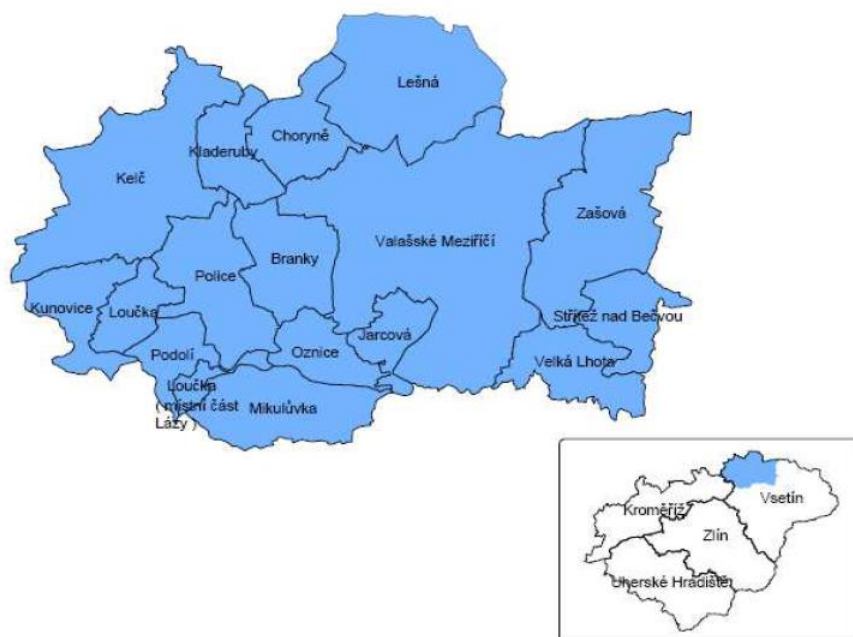 Lešná
Choryně
Kladeruby
Kelč
Zašová
Valašské Meziříčí
Branky
Police
Kunovice
Loučka
Střítež nad Bečvou
Jarcová
Oznice
Podolí
Velká Lhota
Loučka
( místní část
Lázy )
Mikulůvka
Vsetín
Kroměříž
Zlín
Uherské Hradiště